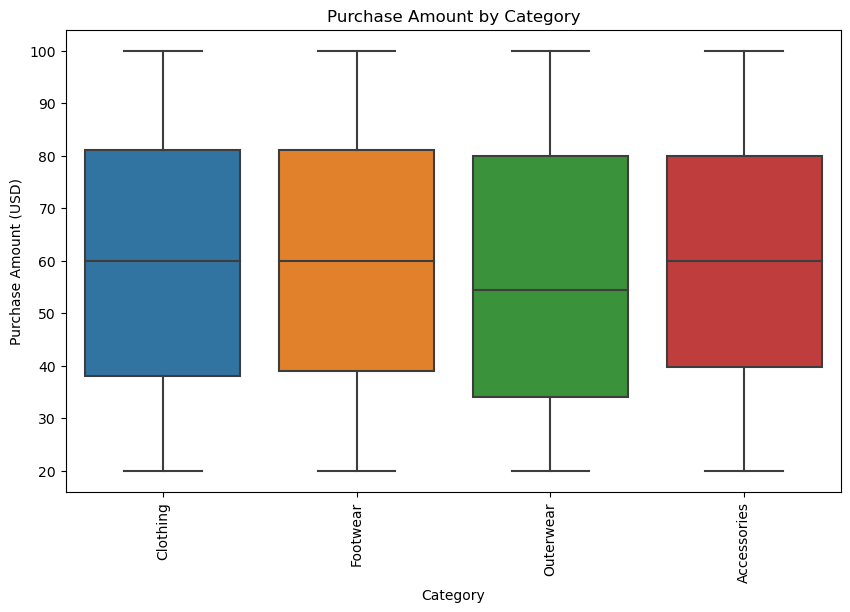 Purchase Amount by Category
Purchase Amount (USD)
100
90
80
70
60
50
40
30
20
Clothing
Footwear
Outerwear
Accessories
Category